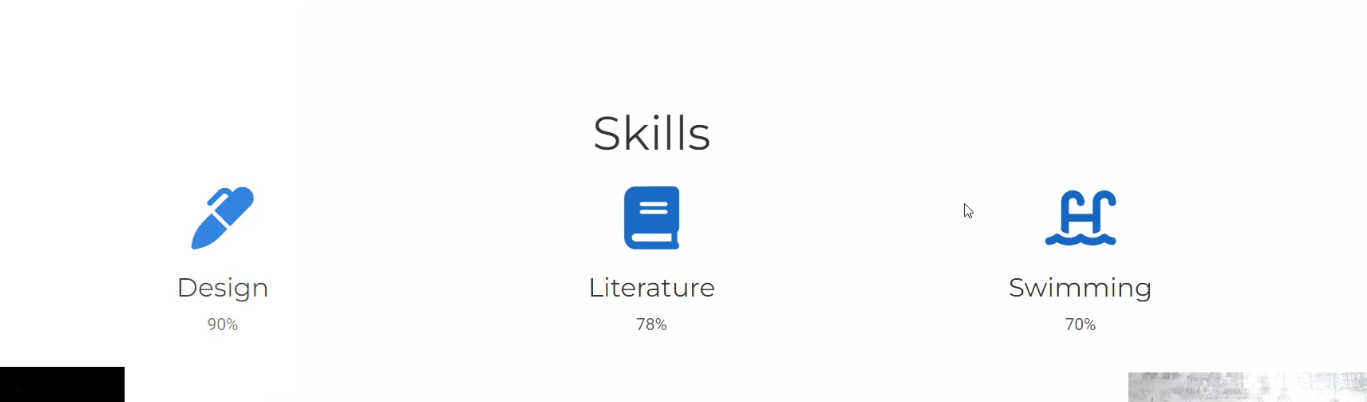 Skills
Design
Literature
Swimming
90%
78%
70%